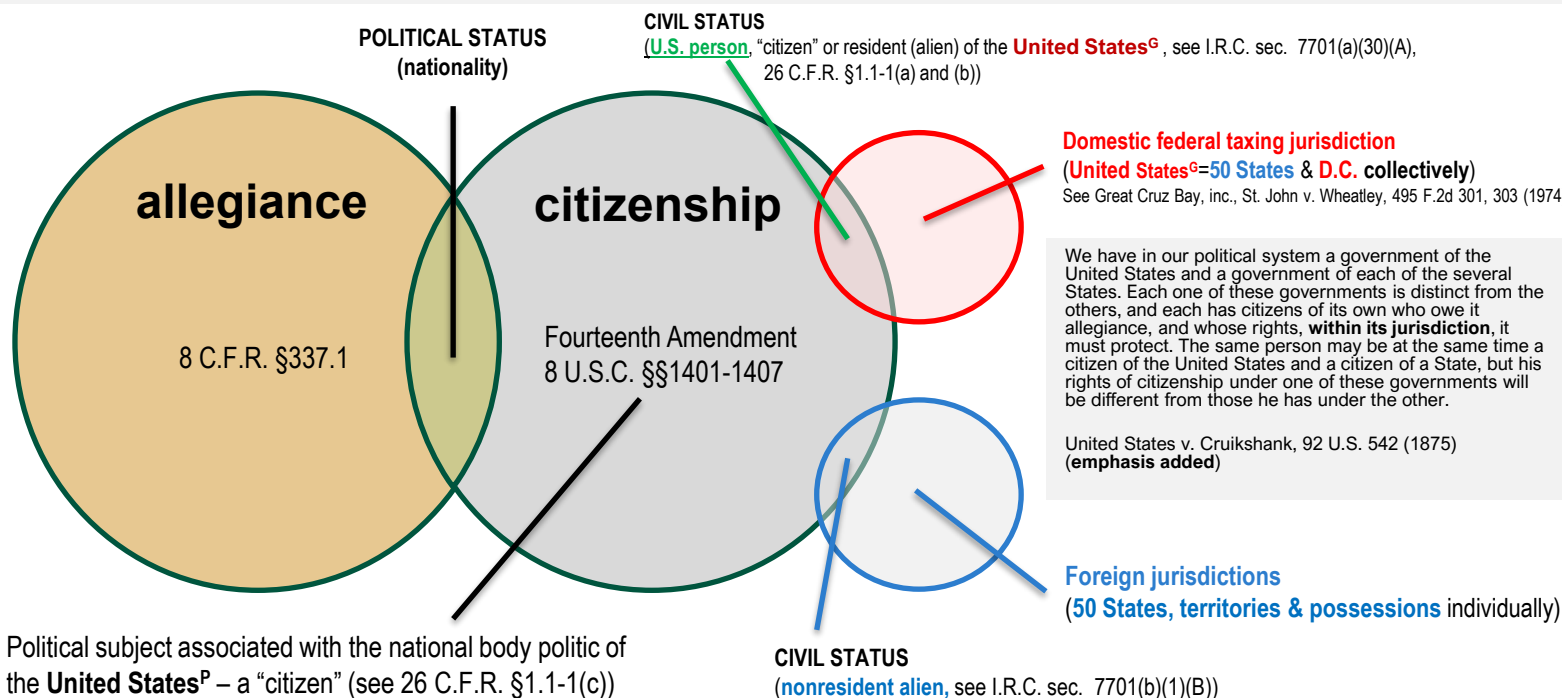 POLITICAL STATUS
(nationality)
CIVIL STATUS
(U.S. person, “citizen” or resident (alien) of the United Statesᴳ , see I.R.C. sec. 7701(a)(30)(A),
26 C.F.R. §1.1-1(a) and (b))
allegiance
8 C.F.R. §337.1
citizenship
Fourteenth Amendment
8 U.S.C. §§1401-1407
Domestic federal taxing jurisdiction
(United Statesᴳ=50 States & D.C. collectively)
See Great Cruz Bay, inc., St. John v. Wheatley, 495 F.2d 301, 303 (1974
We have in our political system a government of the
United States and a government of each of the several
States. Each one of these governments is distinct from the
others, and each has citizens of its own who owe it
allegiance, and whose rights, within its jurisdiction, it
must protect. The same person may be at the same time a
citizen of the United States and a citizen of a State, but his
rights of citizenship under one of these governments will
be different from those he has under the other.
United States v. Cruikshank, 92 U.S. 542 (1875)
(emphasis added)
Foreign jurisdictions
(50 States, territories & possessions individually)
Political subject associated with the national body politic of
the United Statesᴾ – a “citizen” (see 26 C.F.R. §1.1-1(c))
CIVIL STATUS
(nonresident alien, see I.R.C. sec. 7701(b)(1)(B))